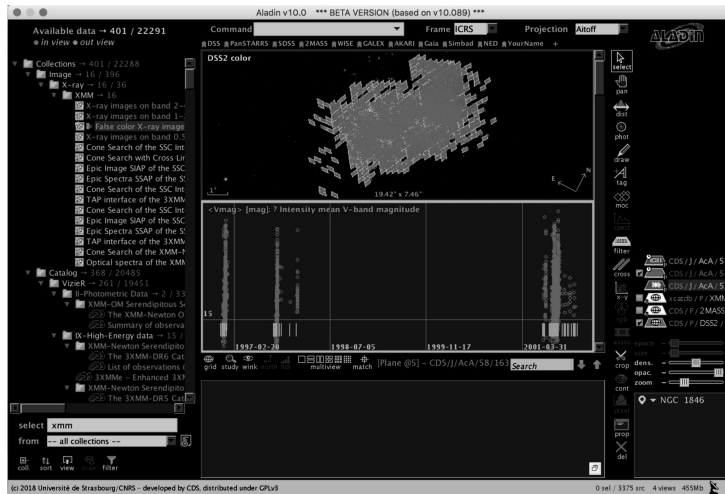 Aladin v10.0 *** BETA VERSION (based on v10.089) ***
Available data → 401 / 22291
in view out view
Command
Frame ICRS
Projection Aitoff
DSS PanSTARRS SDSS 2MASS WISE GALEX AKARI Gaia Simbad NED YourName +
Collections → 401 / 22288
Image → 16 / 396
X-ray → 16 / 36
XMM → 16
X-ray images on band 2-
X-ray images on band 1-
False color X-ray image
X-ray images on band 0.5
Cone Search of the SSC Int
Cone Search with Cross Lin
Epic Image SIAP of the SSC
Epic Spectra SSAP of the S
Cone Search of the SSC Int
TAP interface of the 3XMM
Cone Search of the SSC Int
Epic Image SIAP of the SSC
Epic Spectra SSAP of the S
TAP interface of the 3XMM
Cone Search of the XMM-N
Optical spectra of the XM
Catalog → 368 / 20485
VizieR → 261 / 19451
II-Photometric Data → 2 / 33
XMM-OM Serendipitous S
The XMM-Newton O
Summary of observa
IX-High-Energy data → 15 /
XMM-Newton Serendipito
The 3XMM-DR6 Cat
List of observations (
3XMMe - Enhanced 3XM
XMM-Newton Serendipito
The 3XMM-DR5 Cat
DSS2 color
1°
19.42° x 7.46°
E
N
<Vmag> [mag]: ? Intensity mean V-band magnitude
15
1997-02-20 1998-07-05 1999-11-17 2001-03-31
grid study wink north hdr multiview match
[Plane @5] - CDS/J/AcA/58/163
Search
select
pan
dist
phot
draw
tag
moc
spect
filter
cross
x-y
rgb
assoc
crop
cont
pixel
prop
del
ALADIN
CDS/J/AcA/5
CDS/J/AcA/5
CDS/J/AcA/5
xcatdb/P/XMM
CDS/P/2MASS
CDS/P/DSS2/
epoch
size
dens.
opac.
zoom
NGC 1846
select xmm
from -- all collections --
coll. sort view scan filter
(c) 2018 Université de Strasbourg/CNRS - developed by CDS, distributed under GPLv3
0 sel / 3375 src 4 views 455Mb